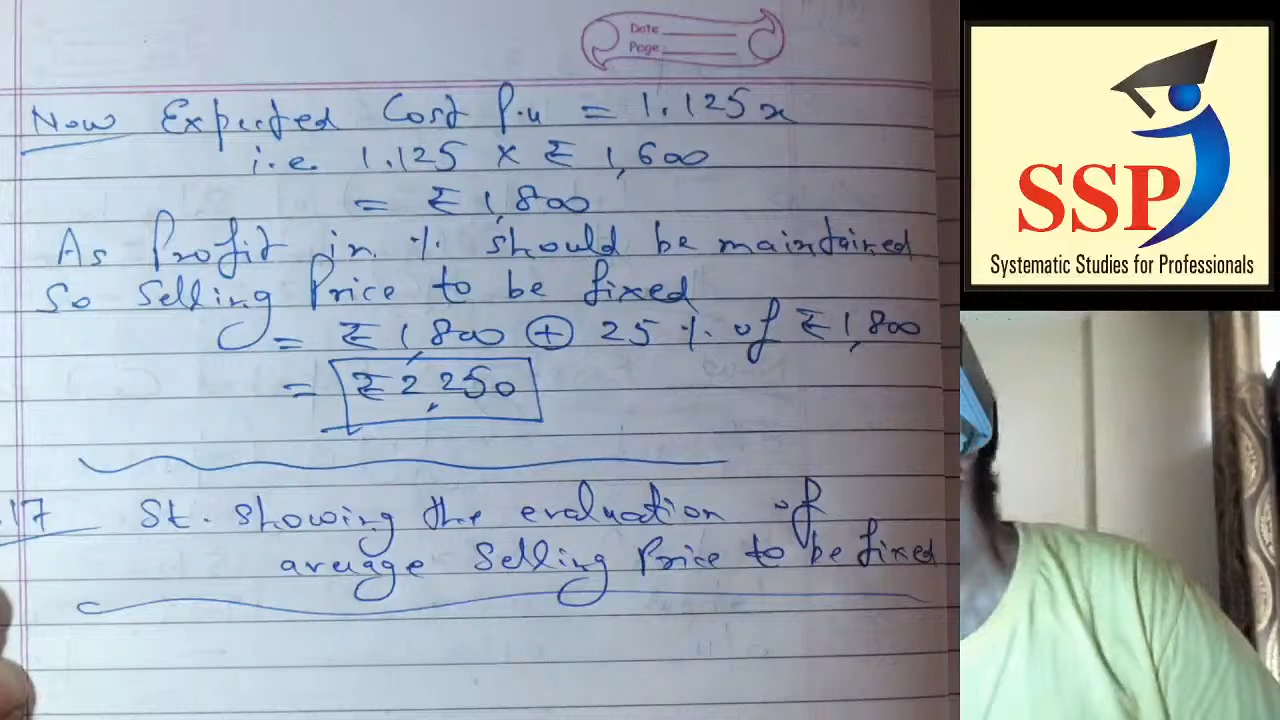 Date
Page
Now Expected Cost P.u = 1.125x
i.e. 1.125 x ₹ 1,600
= ₹ 1,800
As Profit in % should be maintained
So Selling Price to be fixed
= ₹ 1,800 + 25 % of ₹ 1,800
= ₹ 2,250
.17 St. showing the evaluation of
average Selling Price to be fixed
SSP
Systematic Studies for Professionals